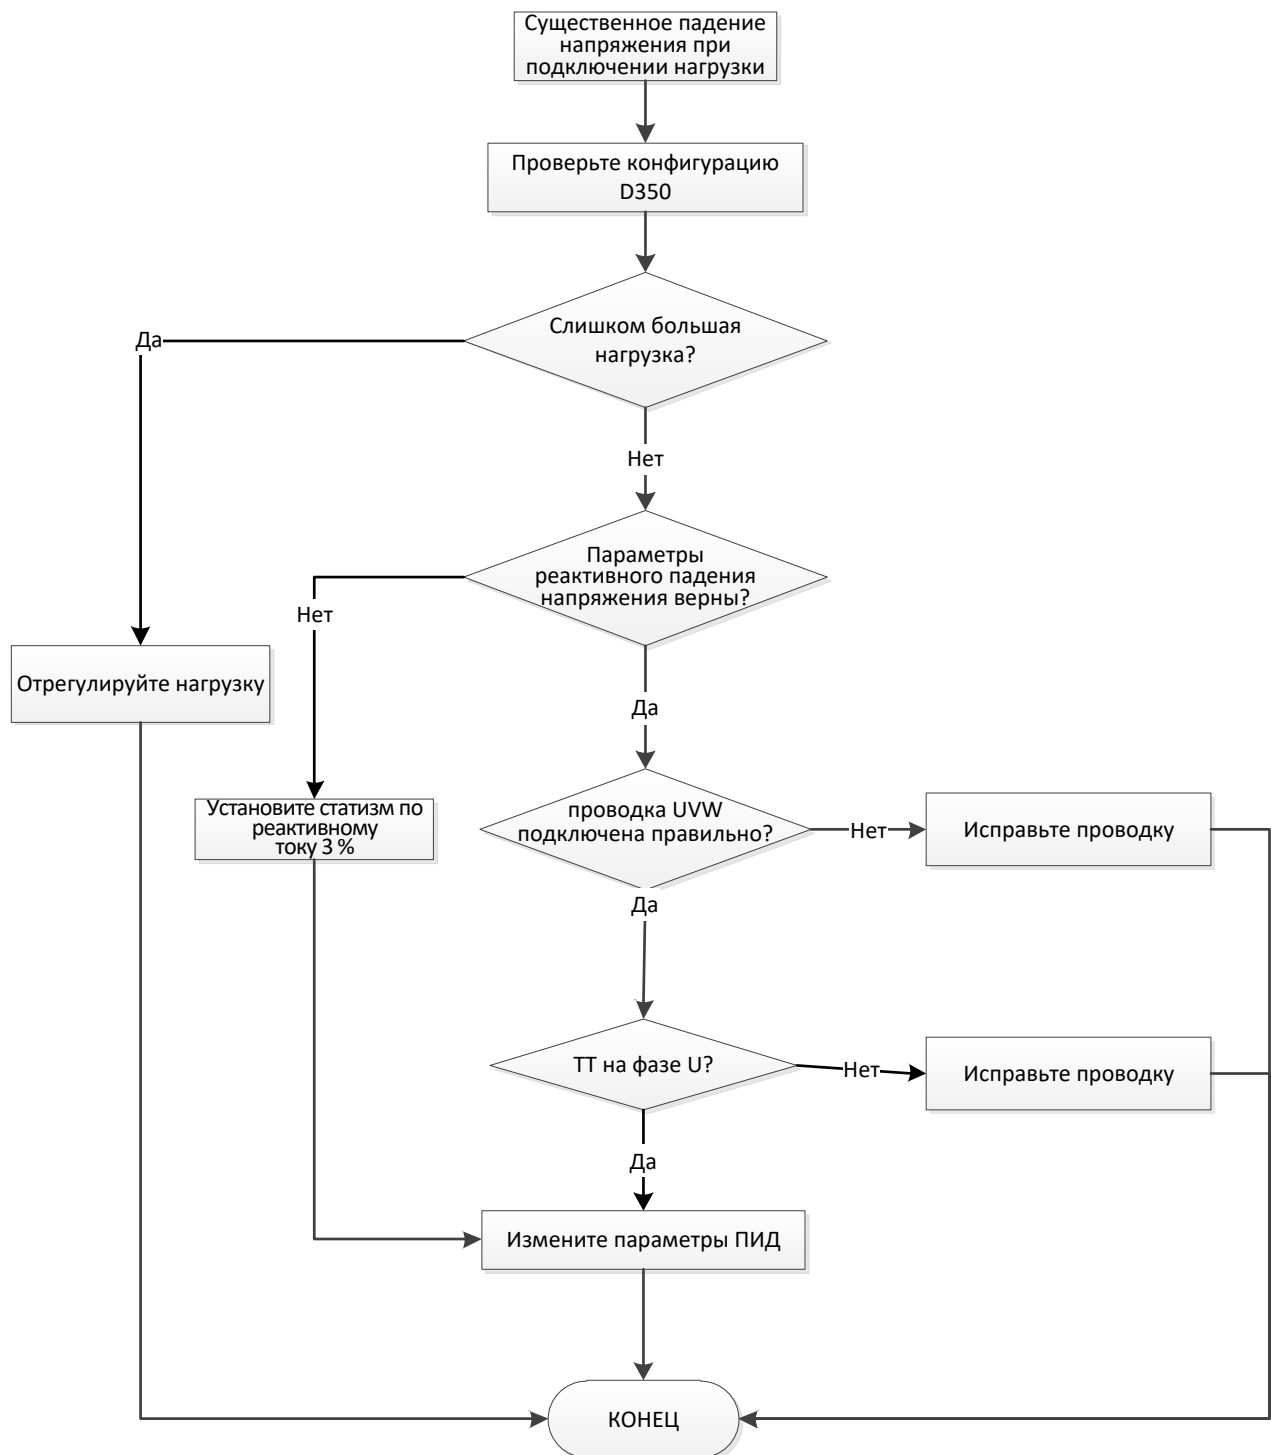 Существенное падение
напряжения при
подключении нагрузки
Проверьте конфигурацию
D350
Слишком большая
нагрузка?
Да
Нет
Параметры
реактивного падения
напряжения верны?
Нет
Отрегулируйте нагрузку
Да
Установите статизм по
реактивному
току 3 %
проводка UVW
подключена правильно?
Нет
Исправьте проводку
Да
ТТ на фазе U?
Нет
Исправьте проводку
Да
Измените параметры ПИД
КОНЕЦ